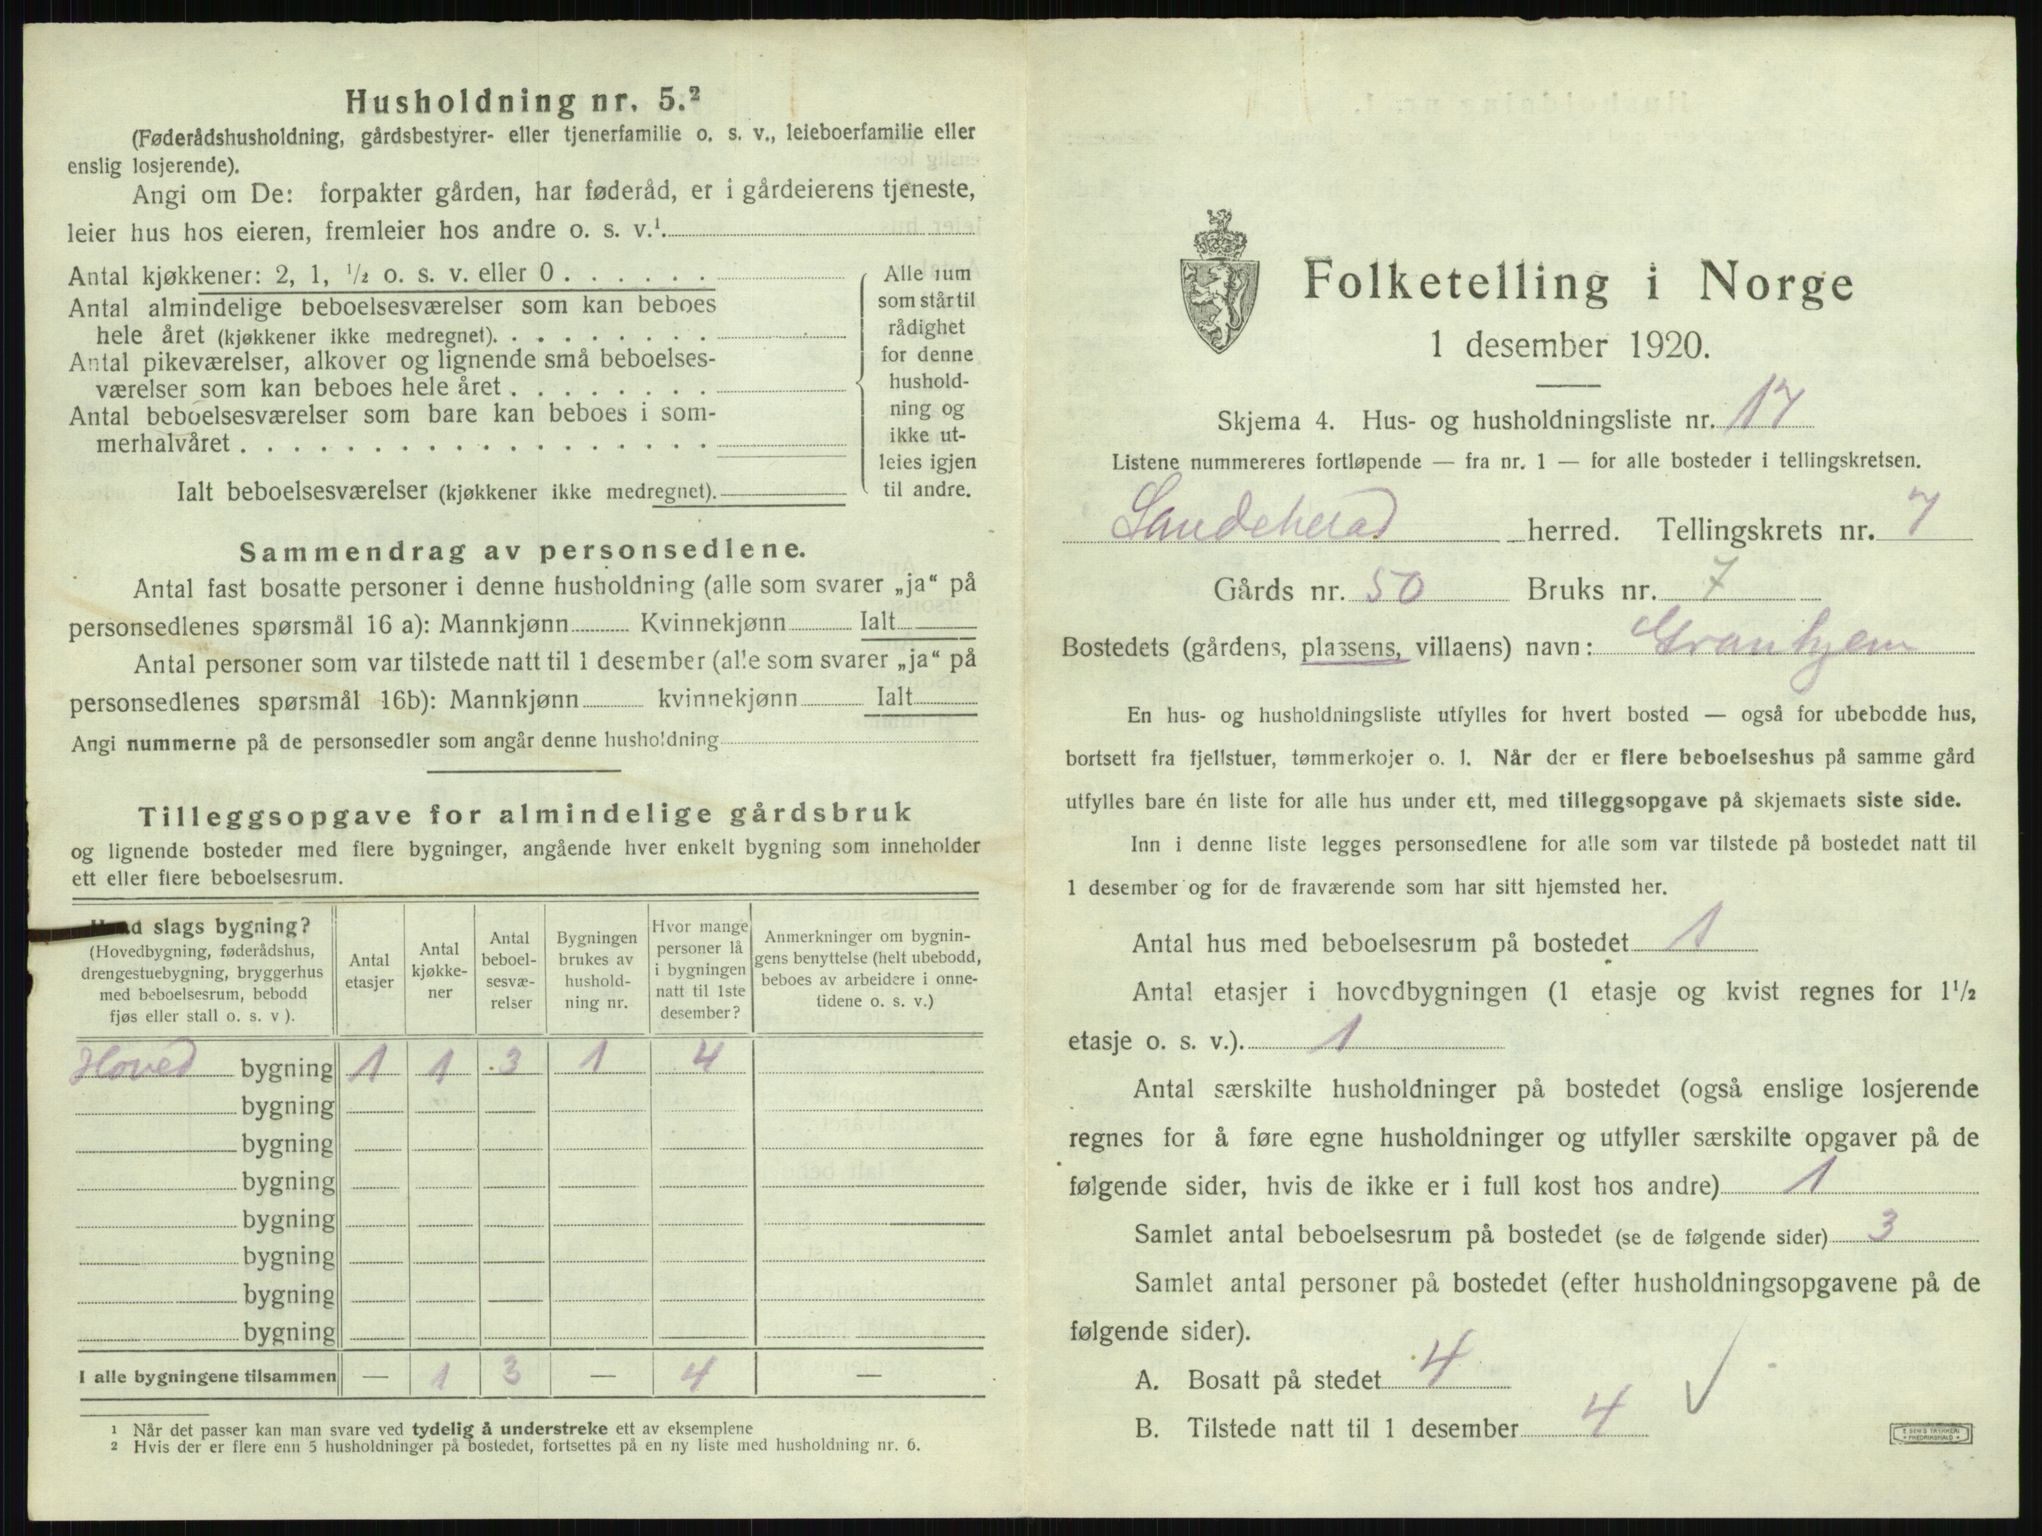 Husholdning nr. 5.²
(Føderådshusholdning, gårdsbestyrer- eller tjenerfamilie o. s. v., leieboerfamilie eller
enslig losjerende).
Angi om De: forpakter gården, har føderåd, er i gårdeierens tjeneste,
leier hus hos eieren, fremleier hos andre o. s. v.¹
Antal kjøkkener: 2, 1, ½ o. s. v. eller 0 . . . . . .
Antal almindelige beboelsesværelser som kan beboes
hele året (kjøkkener ikke medregnet). . . . . . . . .
Antal pikeværelser, alkover og lignende små beboelses-
værelser som kan beboes hele året . . . . . . . .
Antal beboelsesværelser som bare kan beboes i som-
merhalvåret . . . . . . . . . . . . . . . . . .
Ialt beboelsesværelser (kjøkkener ikke medregnet).
Alle rum
som står til
rådighet
for denne
hushold-
ning og
ikke ut-
leies igjen
til andre.
Sammendrag av personsedlene.
Antal fast bosatte personer i denne husholdning (alle som svarer „ja“ på
personsedlenes spørsmål 16 a): Mannkjønn Kvinnekjønn Ialt
Antal personer som var tilstede natt til 1 desember (alle som svarer „ja“ på
personsedlenes spørsmål 16b): Mannkjønn kvinnekjønn Ialt
Angi nummerne på de personsedler som angår denne husholdning
Tilleggsopgave for almindelige gårdsbruk
og lignende bosteder med flere bygninger, angående hver enkelt bygning som inneholder
ett eller flere beboelsesrum.
Hvad slags bygning?
(Hovedbygning, føderådshus,
drengestuebygning, bryggerhus
med beboelsesrum, bebodd
fjøs eller stall o. s. v ).
Antal
etasjer
Antal
kjøkke-
ner
Antal
beboel-
sesvæ-
relser
Bygningen
brukes av
hushold-
ning nr.
Hvor mange
personer lå
i bygningen
natt til 1ste
desember?
Anmerkninger om bygnin-
gens benyttelse (helt ubebodd,
beboes av arbeidere i onne-
tidene o. s. v.)
Hoved bygning 1 1 3 1 4
bygning
bygning
bygning
bygning
bygning
bygning
bygning
I alle bygningene tilsammen — 1 3 — 4 —
¹ Når det passer kan man svare ved tydelig å understreke ett av eksemplene
² Hvis der er flere enn 5 husholdninger på bostedet, fortsettes på en ny liste med husholdning nr. 6.
Folketelling i Norge
1 desember 1920.
Skjema 4. Hus- og husholdningsliste nr. 17
Listene nummereres fortløpende — fra nr. 1 — for alle bosteder i tellingskretsen.
Sandeherad herred. Tellingskrets nr. 7
Gårds nr. 50 Bruks nr. 7
Bostedets (gårdens, plassens, villaens) navn: Granhjem
En hus- og husholdningsliste utfylles for hvert bosted — også for ubebodde hus,
bortsett fra fjellstuer, tømmerkojer o. l. Når der er flere beboelseshus på samme gård
utfylles bare én liste for alle hus under ett, med tilleggsopgave på skjemaets siste side.
Inn i denne liste legges personsedlene for alle som var tilstede på bostedet natt til
1 desember og for de fraværende som har sitt hjemsted her.
Antal hus med beboelsesrum på bostedet 1
Antal etasjer i hovedbygningen (1 etasje og kvist regnes for 1½
etasje o. s. v.). 1
Antal særskilte husholdninger på bostedet (også enslige losjerende
regnes for å føre egne husholdninger og utfyller særskilte opgaver på de
følgende sider, hvis de ikke er i full kost hos andre) 1
Samlet antal beboelsesrum på bostedet (se de følgende sider) 3
Samlet antal personer på bostedet (efter husholdningsopgavene på de
følgende sider).
A. Bosatt på stedet 4
B. Tilstede natt til 1 desember 4